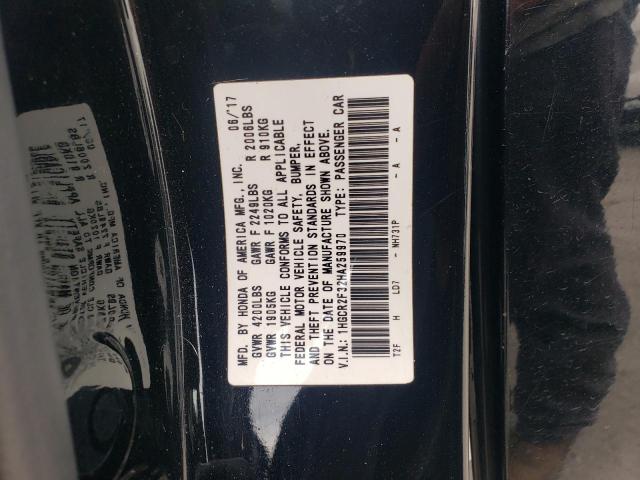 MFD. BY HONDA OF AMERICA MFG., INC. 06/'17
GVWR 4200LBS GAWR F 2249LBS R 2006LBS
GVWR 1905KG GAWR F 1020KG R 910KG
THIS VEHICLE CONFORMS TO ALL APPLICABLE
FEDERAL MOTOR VEHICLE SAFETY, BUMPER,
AND THEFT PREVENTION STANDARDS IN EFFECT
ON THE DATE OF MANUFACTURE SHOWN ABOVE.
V.I.N.: 1HGCR2F32HA259970 TYPE: PASSENGER CAR
T2F H LD7 - NH731P - A - A